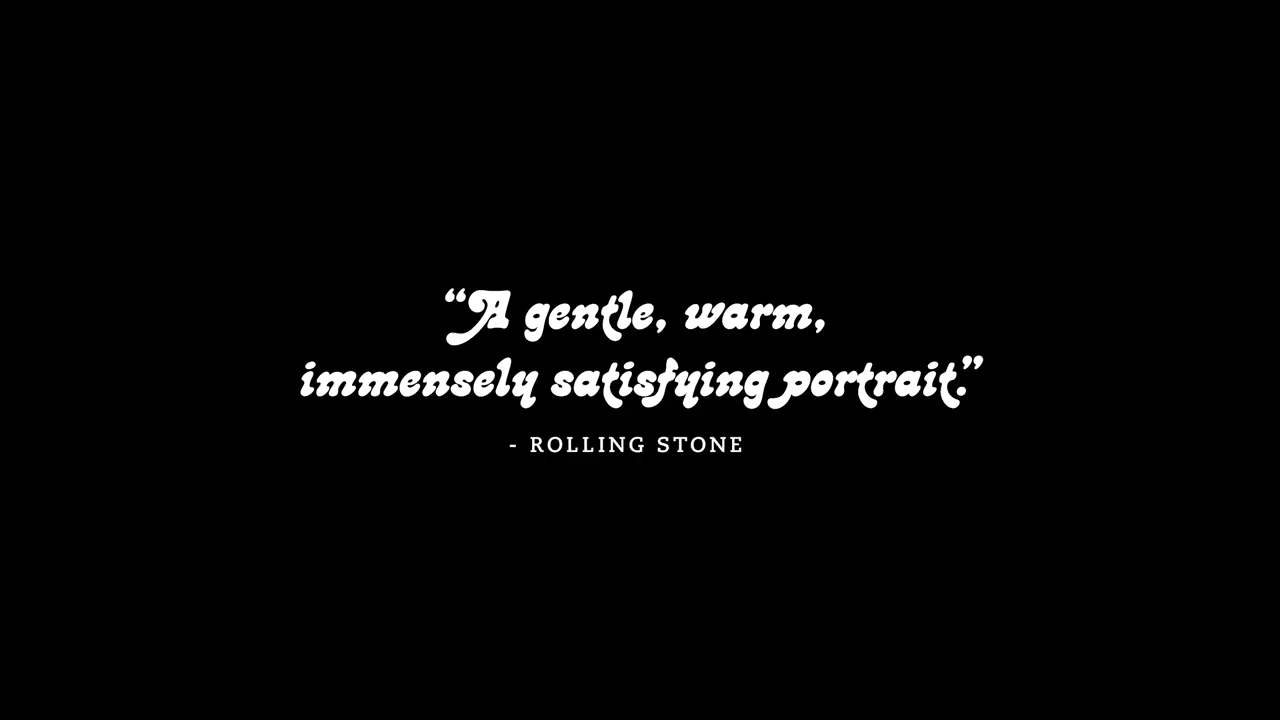 “A gentle, warm,
immensely satisfying portrait.”
- ROLLING STONE